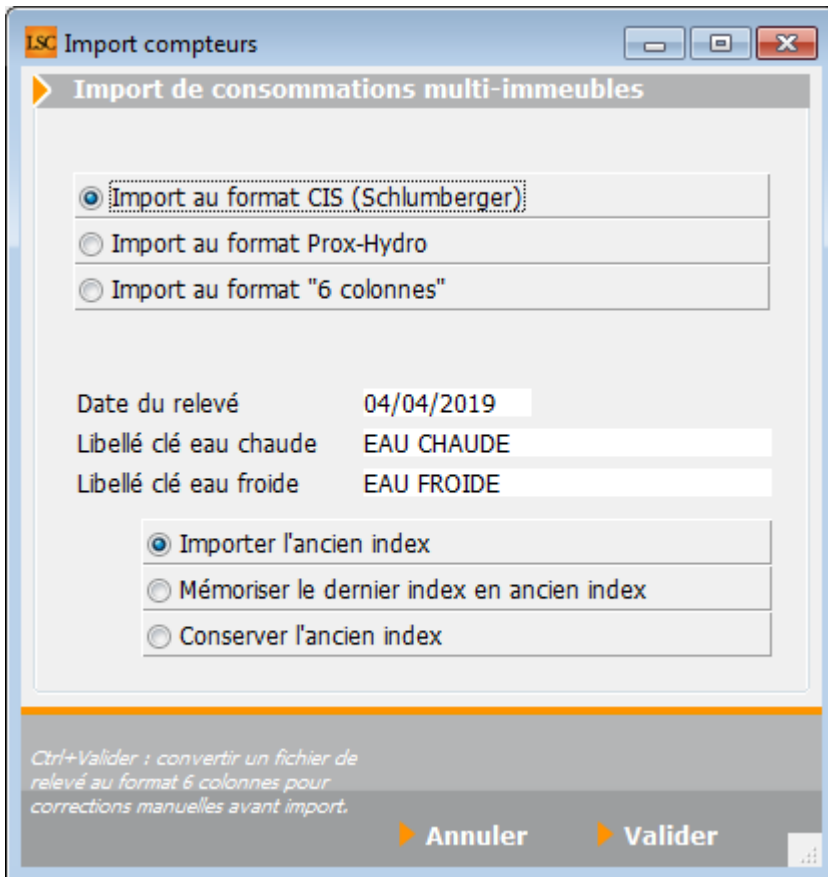 LSC Import compteurs
Import de consommations multi-immeubles
Import au format CIS (Schlumberger)
Import au format Prox-Hydro
Import au format "6 colonnes"
Date du relevé 04/04/2019
Libellé clé eau chaude EAU CHAUDE
Libellé clé eau froide EAU FROIDE
Importer l'ancien index
Mémoriser le dernier index en ancien index
Conserver l'ancien index
Ctrl+Valider : convertir un fichier de
relevé au format 6 colonnes pour
corrections manuelles avant import.
Annuler Valider